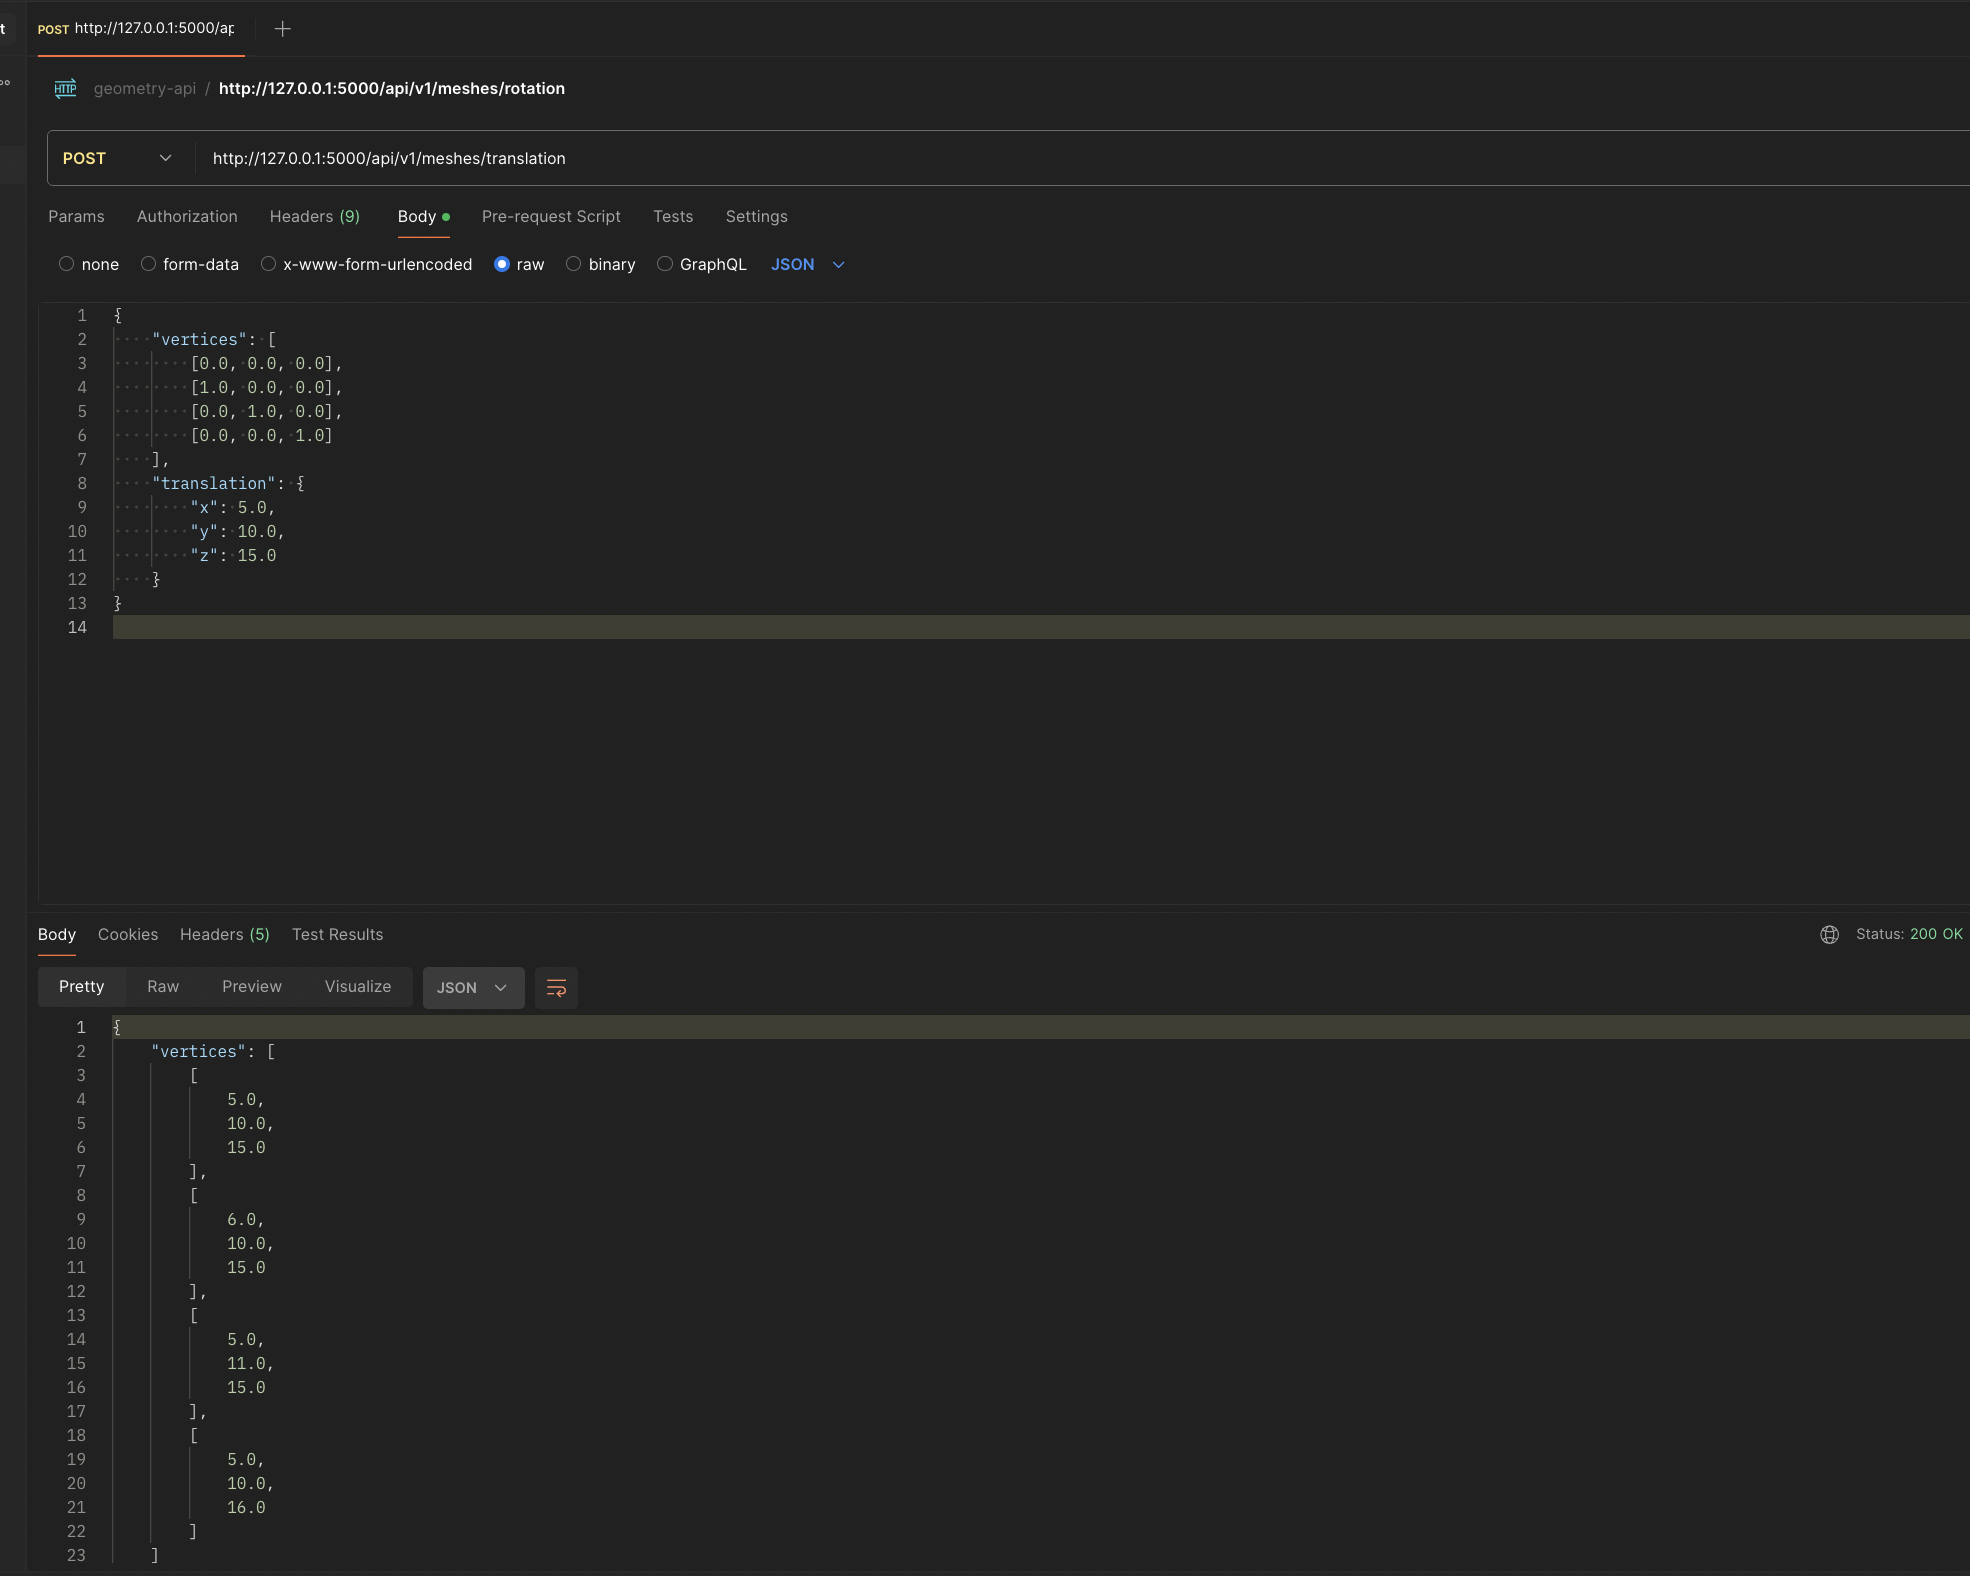 t POST http://127.0.0.1:5000/ap
HTTP geometry-api / http://127.0.0.1:5000/api/v1/meshes/rotation
POST http://127.0.0.1:5000/api/v1/meshes/translation
Params Authorization Headers (9) Body Pre-request Script Tests Settings
none form-data x-www-form-urlencoded raw binary GraphQL JSON
1 {
2 "vertices": [
3 [0.0, 0.0, 0.0],
4 [1.0, 0.0, 0.0],
5 [0.0, 1.0, 0.0],
6 [0.0, 0.0, 1.0]
7 ],
8 "translation": {
9 "x": 5.0,
10 "y": 10.0,
11 "z": 15.0
12 }
13 }
14
Body Cookies Headers (5) Test Results Status: 200 OK
Pretty Raw Preview Visualize JSON
1 {
2 "vertices": [
3 [
4 5.0,
5 10.0,
6 15.0
7 ],
8 [
9 6.0,
10 10.0,
11 15.0
12 ],
13 [
14 5.0,
15 11.0,
16 15.0
17 ],
18 [
19 5.0,
20 10.0,
21 16.0
22 ]
23 ]